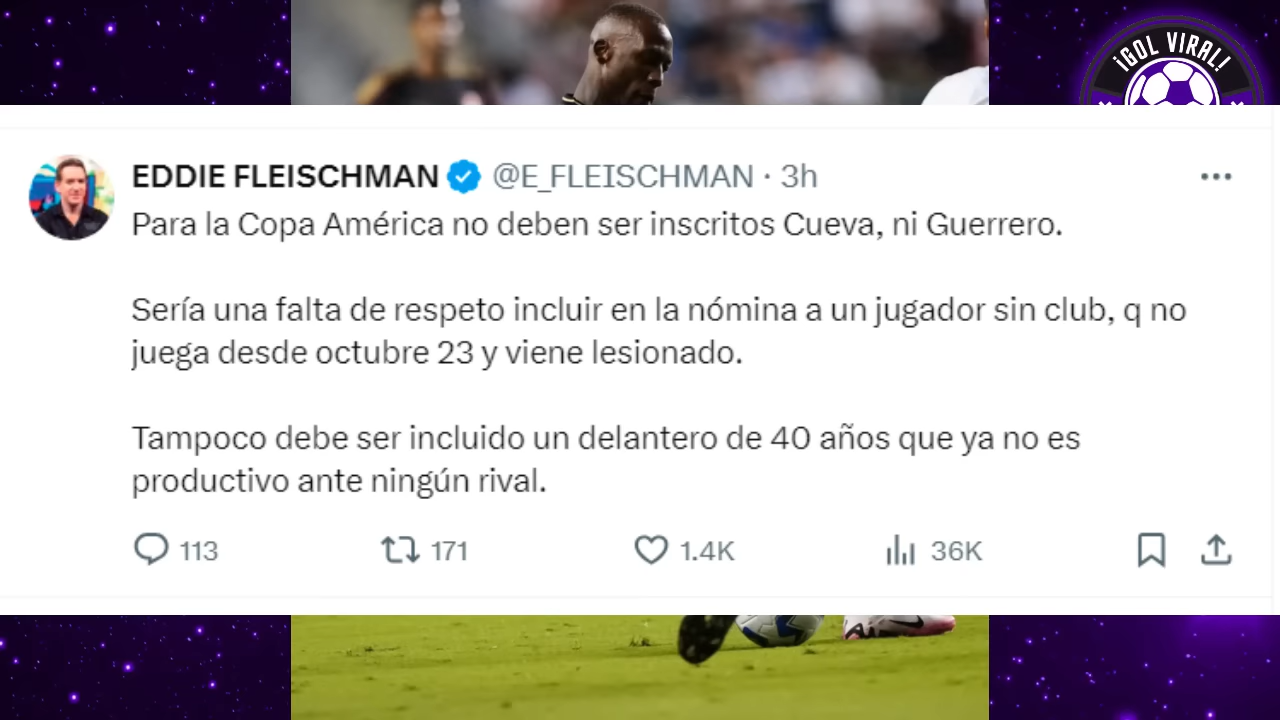 ¡GOL VIRAL!
EDDIE FLEISCHMAN @E_FLEISCHMAN · 3h
Para la Copa América no deben ser inscritos Cueva, ni Guerrero.
Sería una falta de respeto incluir en la nómina a un jugador sin club, q no
juega desde octubre 23 y viene lesionado.
Tampoco debe ser incluido un delantero de 40 años que ya no es
productivo ante ningún rival.
113 171 1.4K 36K